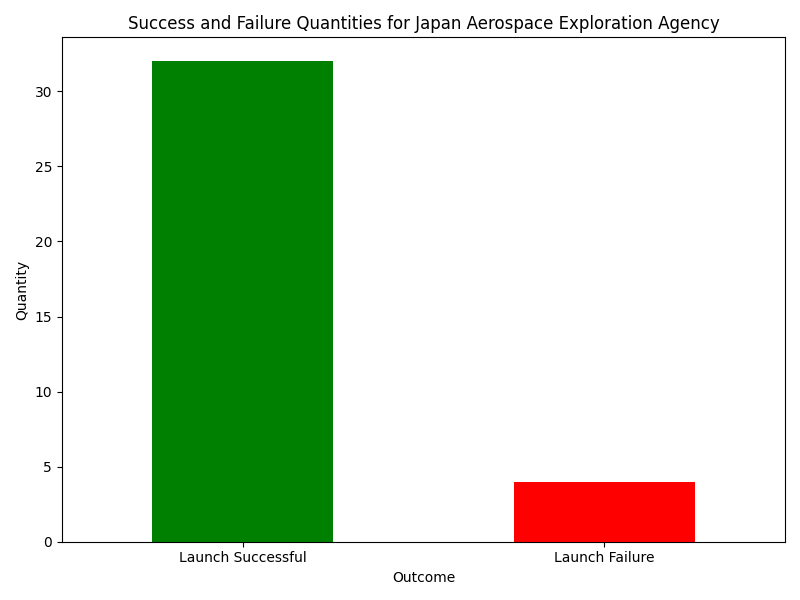 Success and Failure Quantities for Japan Aerospace Exploration Agency
Quantity
30
25
20
15
10
5
0
Launch Successful
Launch Failure
Outcome